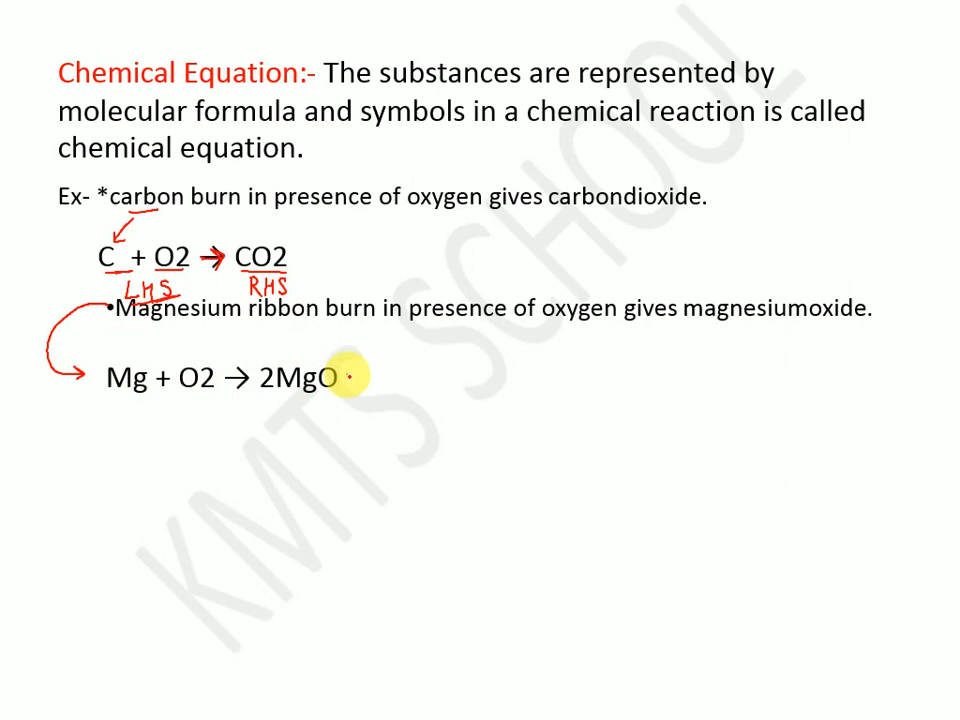 Chemical Equation:- The substances are represented by
molecular formula and symbols in a chemical reaction is called
chemical equation.
Ex- *carbon burn in presence of oxygen gives carbondioxide.
C + O2 → CO2
LHS RHS
•Magnesium ribbon burn in presence of oxygen gives magnesiumoxide.
Mg + O2 → 2MgO
KMTS SCHOOL